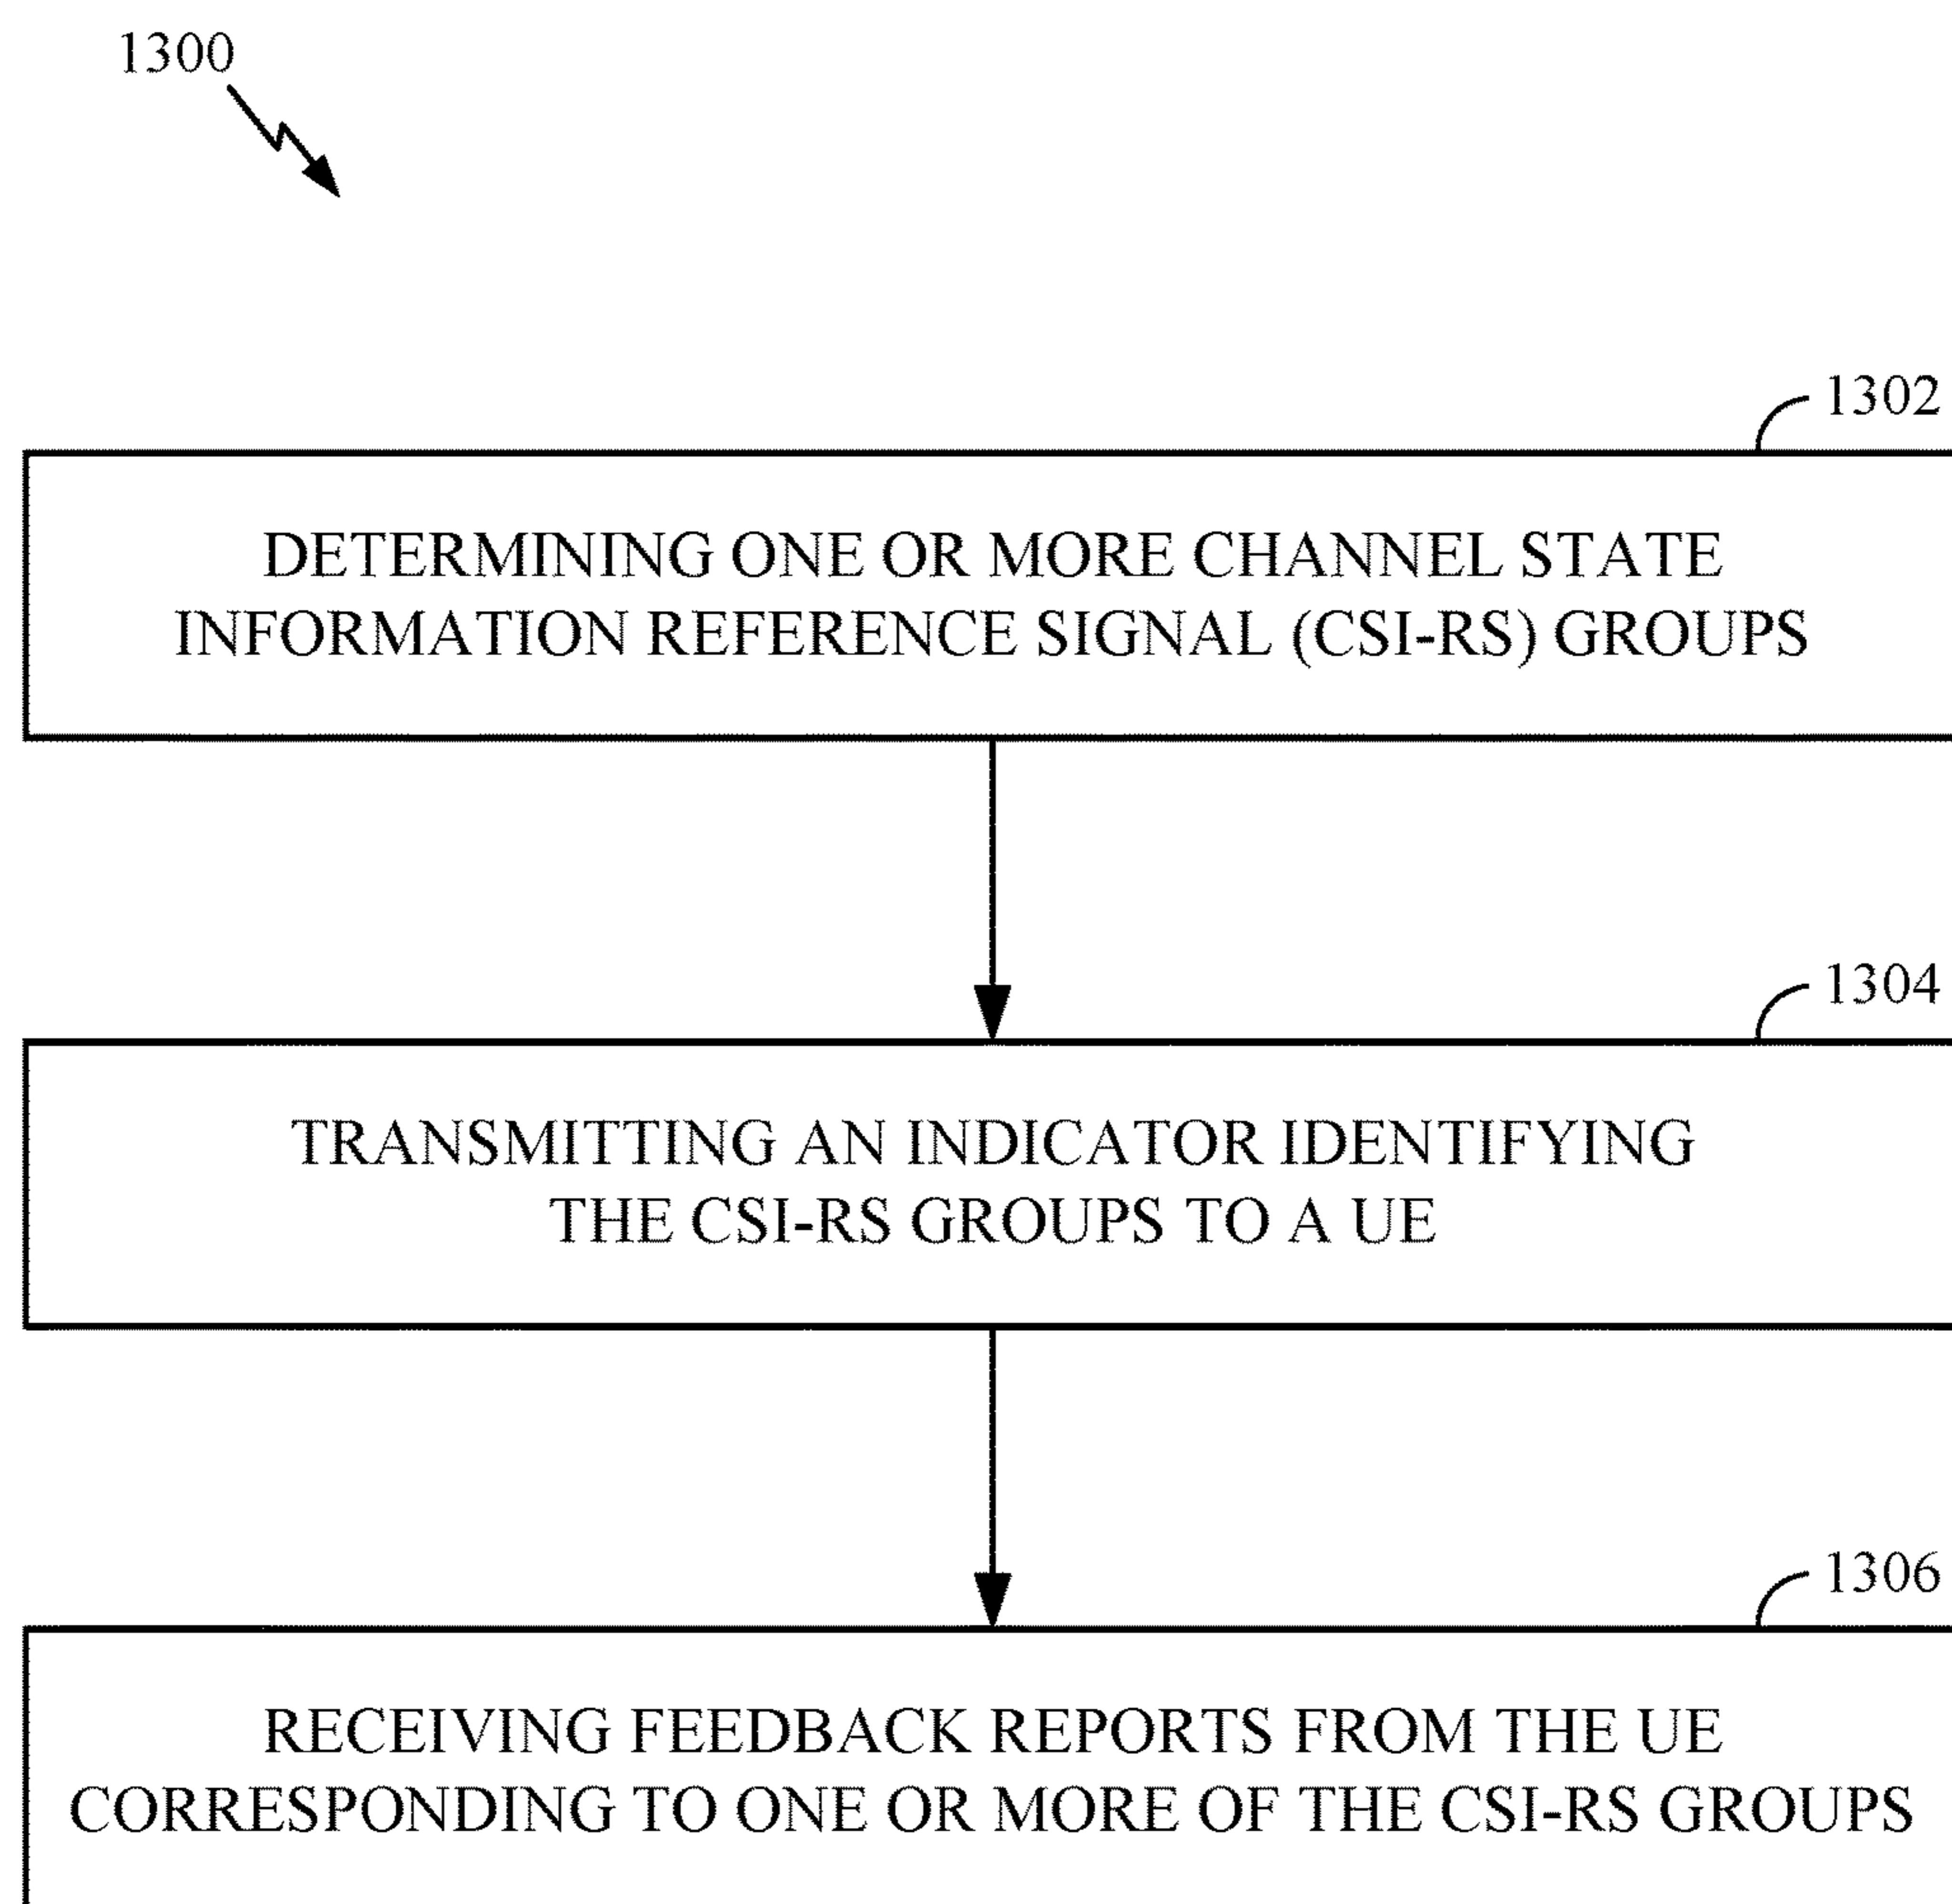 1300
1302
DETERMINING ONE OR MORE CHANNEL STATE
INFORMATION REFERENCE SIGNAL (CSI-RS) GROUPS
1304
TRANSMITTING AN INDICATOR IDENTIFYING
THE CSI-RS GROUPS TO A UE
1306
RECEIVING FEEDBACK REPORTS FROM THE UE
CORRESPONDING TO ONE OR MORE OF THE CSI-RS GROUPS